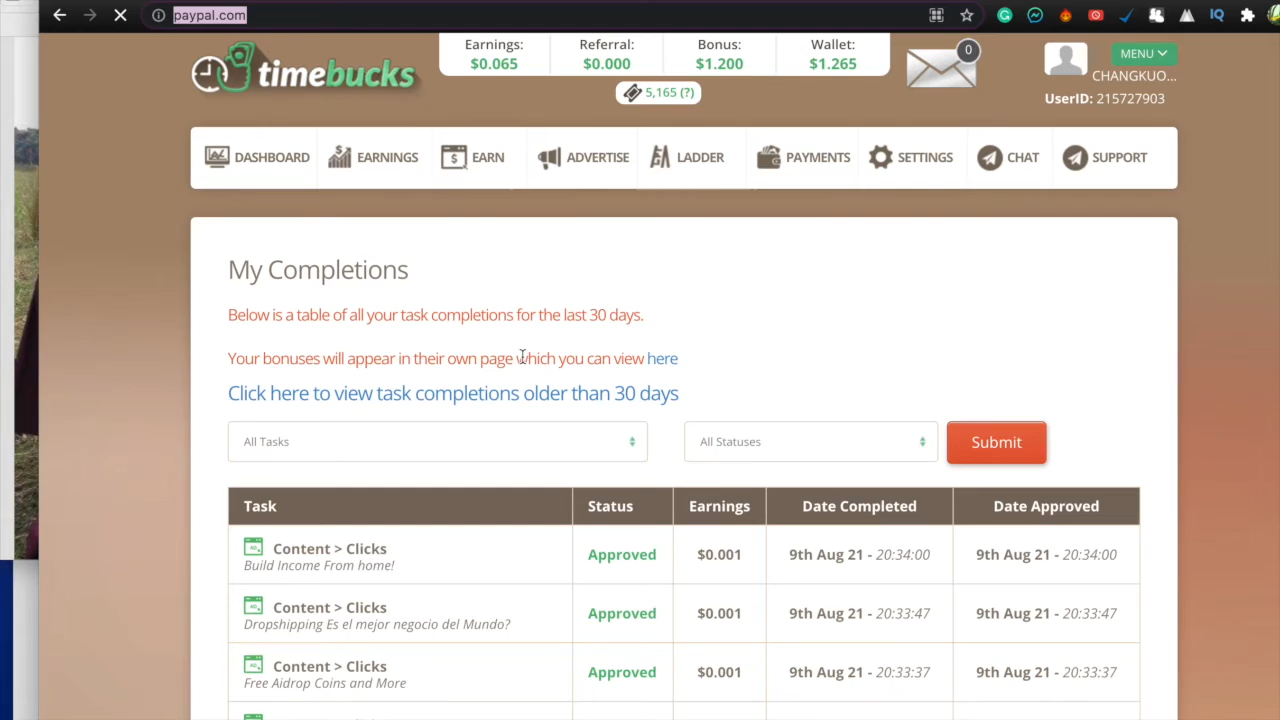 paypal.com
timebucks
Earnings: Referral: Bonus: Wallet:
$0.065 $0.000 $1.200 $1.265
5,165 (?)
0
MENU
CHANGKUO...
UserID: 215727903
DASHBOARD EARNINGS EARN ADVERTISE LADDER PAYMENTS SETTINGS CHAT SUPPORT
My Completions
Below is a table of all your task completions for the last 30 days.
Your bonuses will appear in their own page which you can view here
Click here to view task completions older than 30 days
All Tasks All Statuses Submit
Task Status Earnings Date Completed Date Approved
Content > Clicks
Build Income From home!
Approved $0.001 9th Aug 21 - 20:34:00 9th Aug 21 - 20:34:00
Content > Clicks
Dropshipping Es el mejor negocio del Mundo?
Approved $0.001 9th Aug 21 - 20:33:47 9th Aug 21 - 20:33:47
Content > Clicks
Free Aidrop Coins and More
Approved $0.001 9th Aug 21 - 20:33:37 9th Aug 21 - 20:33:37